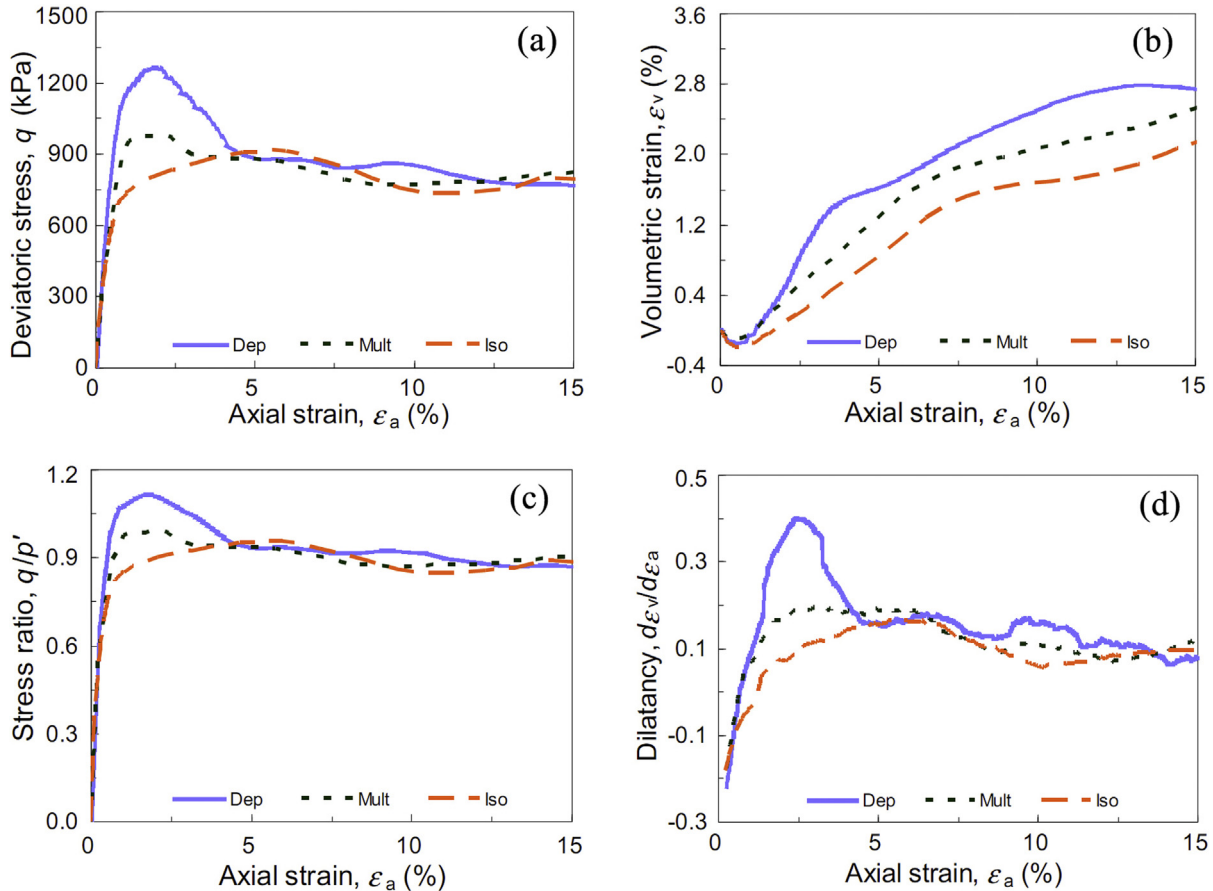 (a)
Deviatoric stress, q (kPa)
1500
1200
900
600
300
0
Dep Mult Iso
0 5 10 15
Axial strain, εa (%)
(b)
Volumetric strain, εv (%)
3.6
2.8
2.0
1.2
0.4
-0.4
Dep Mult Iso
0 5 10 15
Axial strain, εa (%)
(c)
Stress ratio, q/p'
1.2
0.9
0.6
0.3
0.0
Dep Mult Iso
0 5 10 15
Axial strain, εa (%)
(d)
Dilatancy, dεv/dεa
0.5
0.3
0.1
-0.1
-0.3
Dep Mult Iso
0 5 10 15
Axial strain, εa (%)